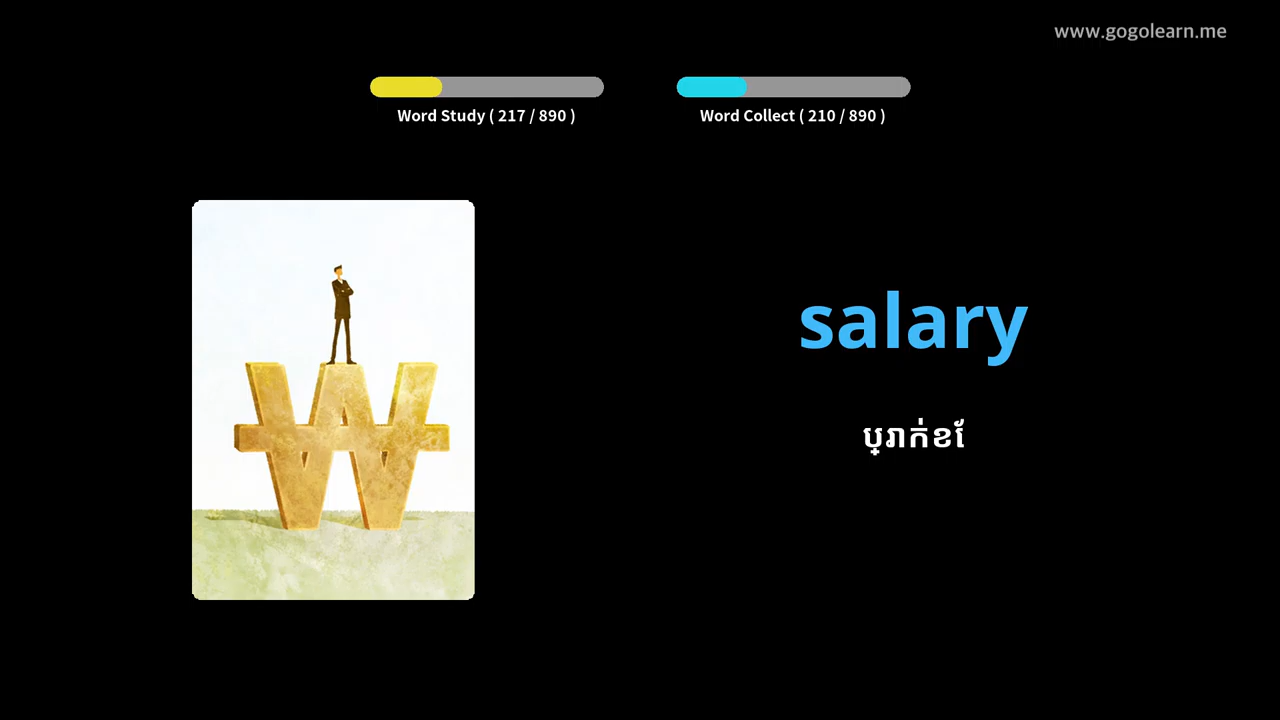 www.gogolearn.me
Word Study ( 217 / 890 )
Word Collect ( 210 / 890 )
salary
ប្រាក់ខែ